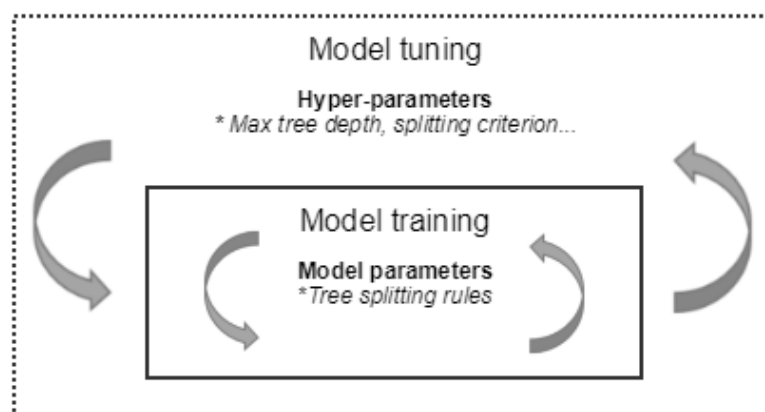 Model tuning
Hyper-parameters
* Max tree depth, splitting criterion...
Model training
Model parameters
*Tree splitting rules